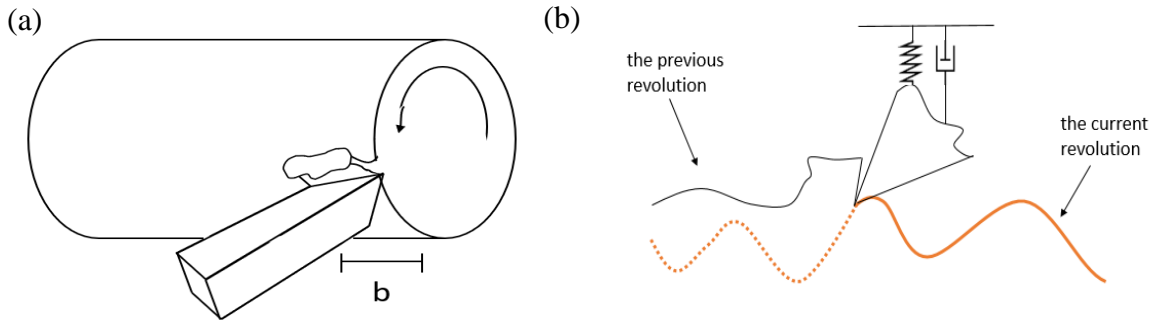 (a)
b
(b)
the previous
revolution
the current
revolution